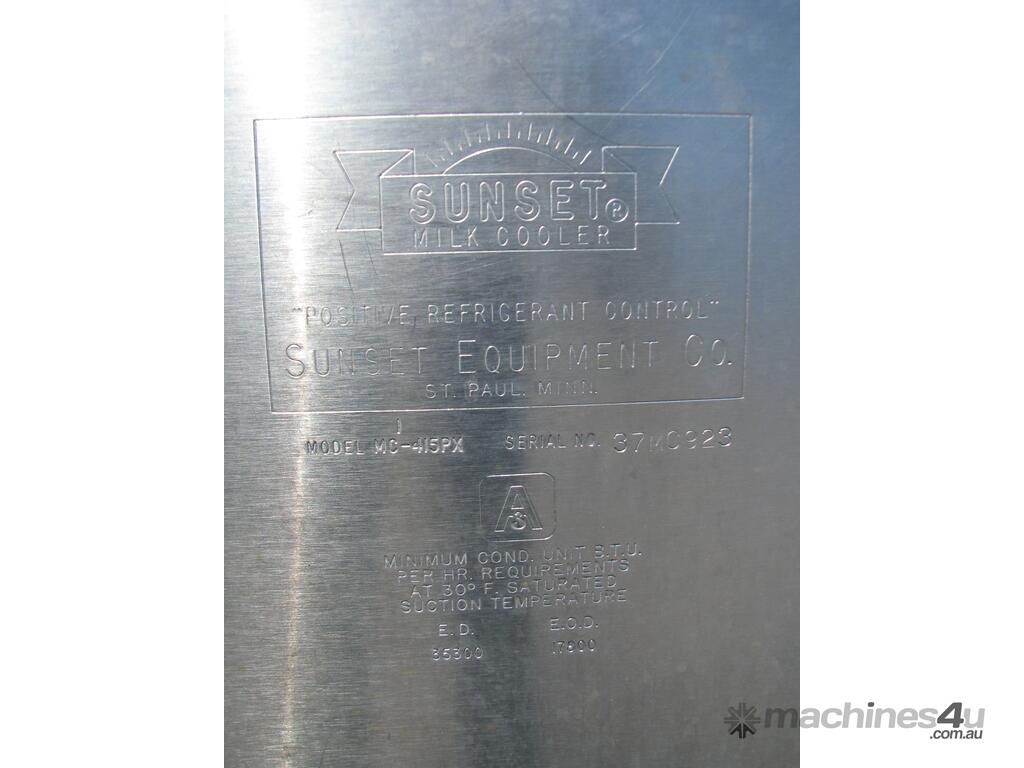 SUNSET®
MILK COOLER
"POSITIVE REFRIGERANT CONTROL"
SUNSET EQUIPMENT CO.
ST. PAUL. MINN.
1
MODEL MC-415PX SERIAL NO. 37MC923
3A
MINIMUM COND. UNIT B.T.U.
PER HR. REQUIREMENTS
AT 30° F. SATURATED
SUCTION TEMPERATURE
E.D. E.O.D.
35300
machines4u
.com.au